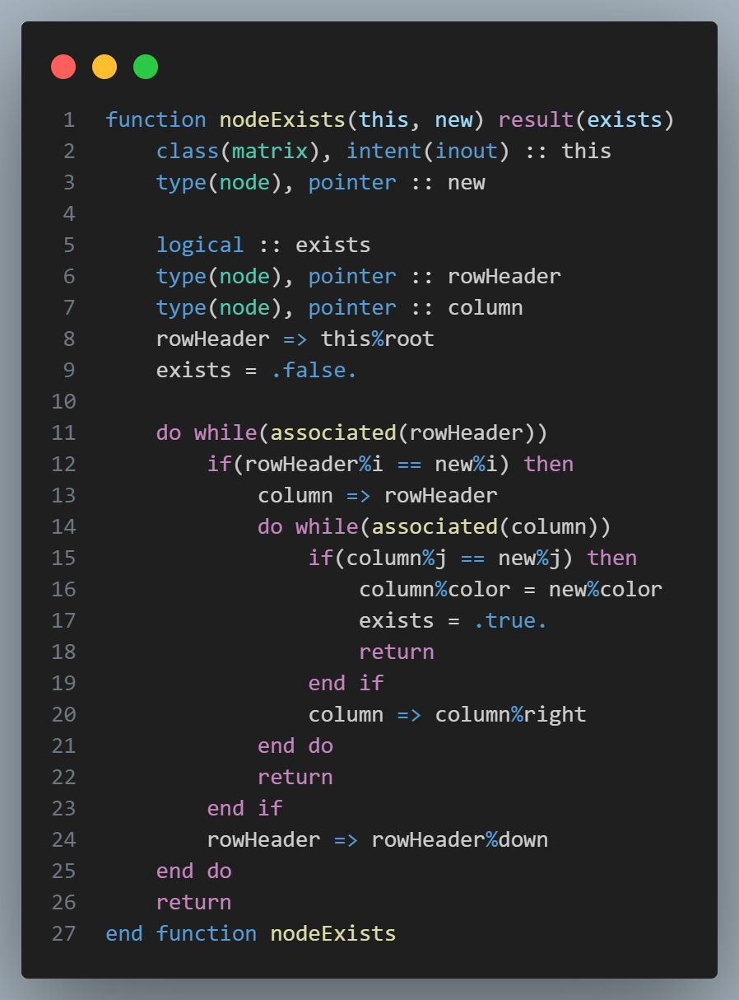 1 function nodeExists(this, new) result(exists)
2     class(matrix), intent(inout) :: this
3     type(node), pointer :: new
4
5     logical :: exists
6     type(node), pointer :: rowHeader
7     type(node), pointer :: column
8     rowHeader => this%root
9     exists = .false.
10
11     do while(associated(rowHeader))
12         if(rowHeader%i == new%i) then
13             column => rowHeader
14             do while(associated(column))
15                 if(column%j == new%j) then
16                     column%color = new%color
17                     exists = .true.
18                     return
19                 end if
20                 column => column%right
21             end do
22             return
23         end if
24         rowHeader => rowHeader%down
25     end do
26     return
27 end function nodeExists